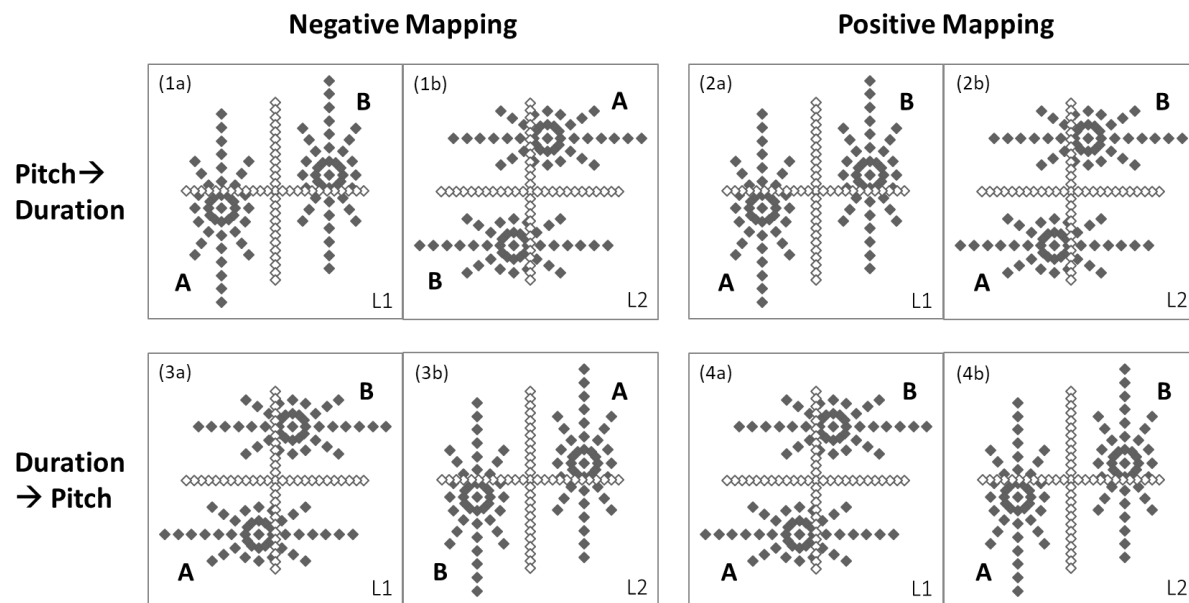 Negative Mapping
Positive Mapping
Pitch→
Duration
(1a)
B
A
L1
(1b)
A
B
L2
(2a)
B
A
L1
(2b)
B
A
L2
Duration
→ Pitch
(3a)
B
A
L1
(3b)
A
B
L2
(4a)
B
A
L1
(4b)
B
A
L2